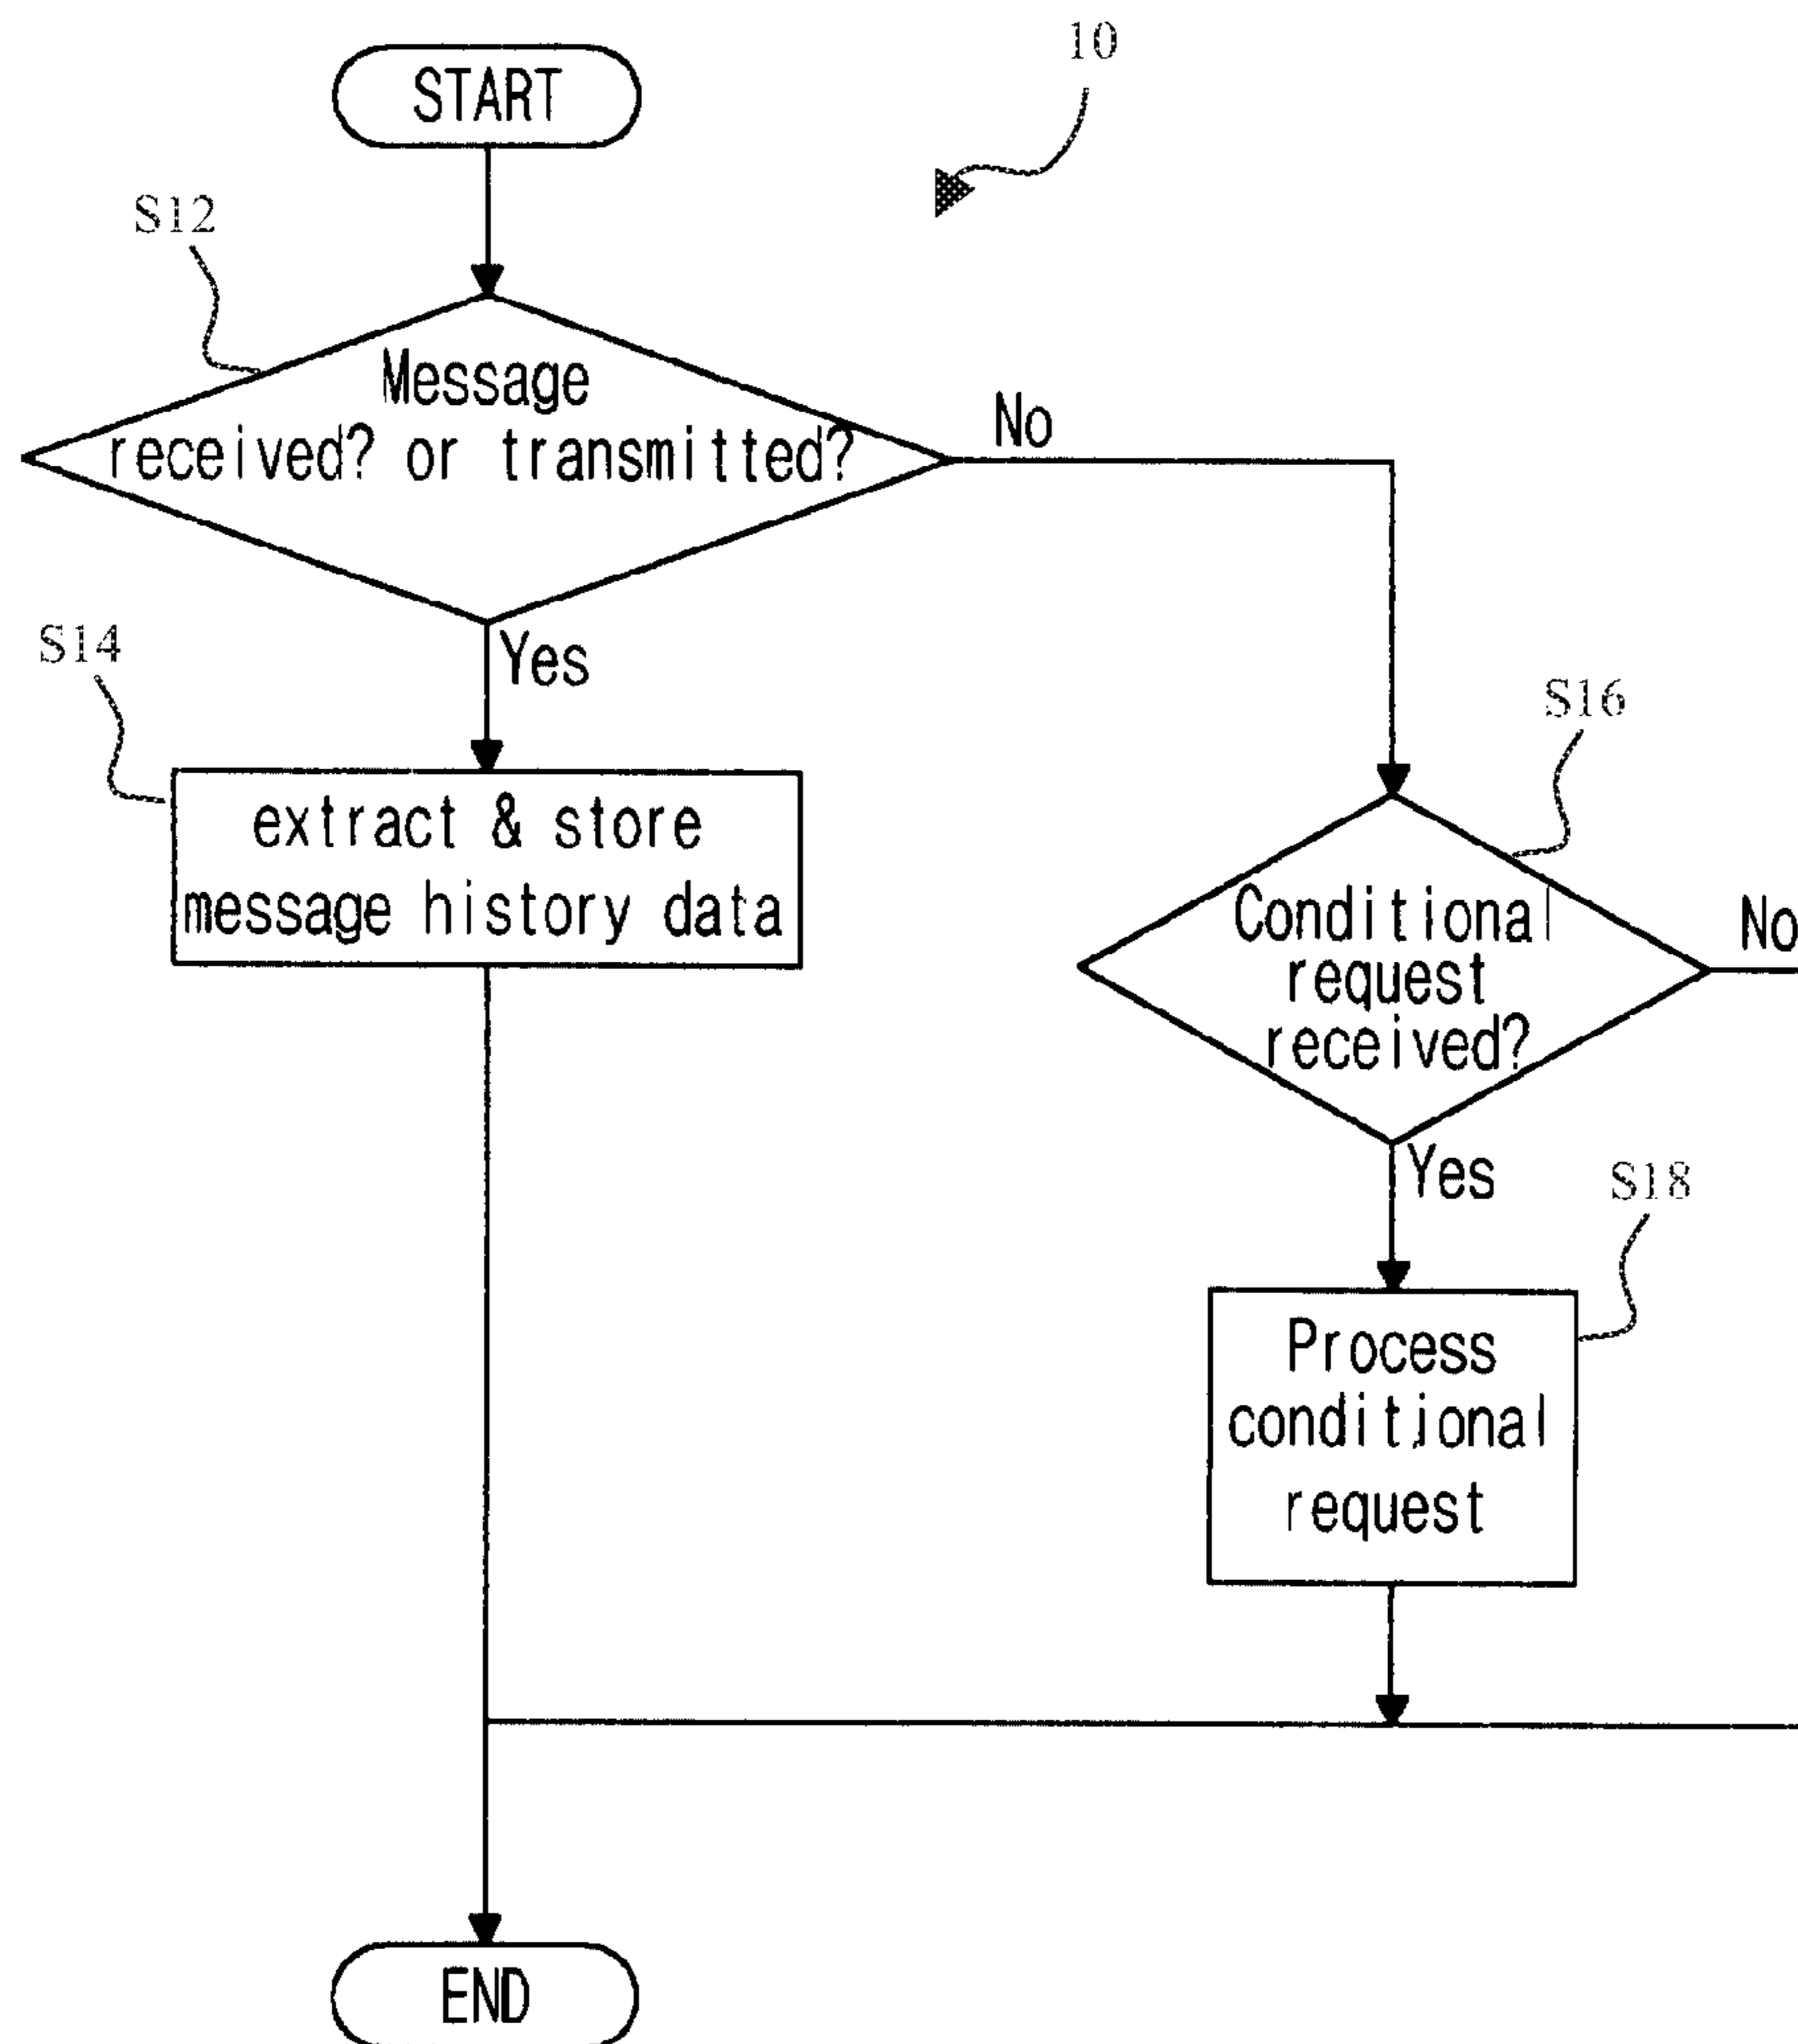 10
START
S12
Message
received? or transmitted?
No
Yes
S14
extract & store
message history data
S16
Conditional
request
received?
No
Yes
S18
Process
conditional
request
END